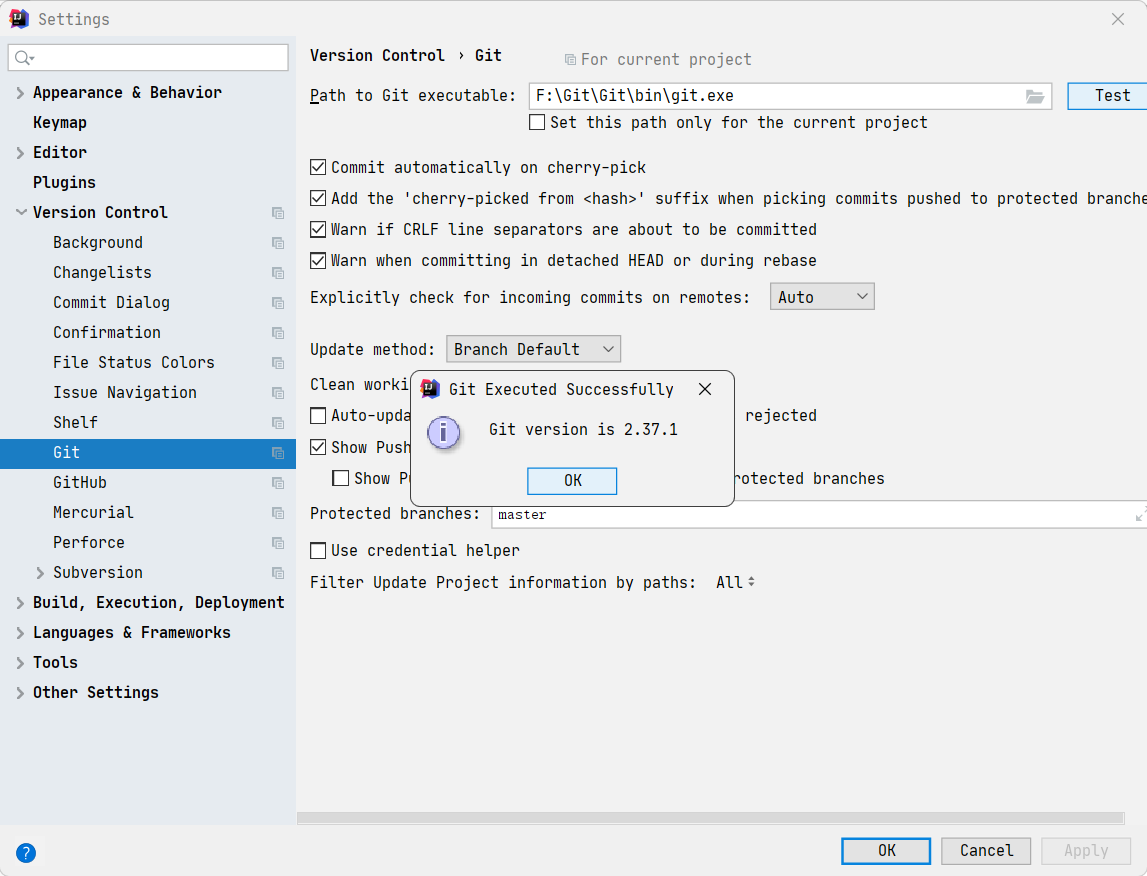 Settings
Version Control › Git
For current project
Path to Git executable: F:\Git\Git\bin\git.exe Test
Set this path only for the current project
Commit automatically on cherry-pick
Add the 'cherry-picked from <hash>' suffix when picking commits pushed to protected branche
Warn if CRLF line separators are about to be committed
Warn when committing in detached HEAD or during rebase
Explicitly check for incoming commits on remotes: Auto
Update method: Branch Default
Clean worki
Auto-upda rejected
Show Push
Show Pu rotected branches
Protected branches: master
Use credential helper
Filter Update Project information by paths: All
Git Executed Successfully
Git version is 2.37.1
OK
Appearance & Behavior
Keymap
Editor
Plugins
Version Control
Background
Changelists
Commit Dialog
Confirmation
File Status Colors
Issue Navigation
Shelf
Git
GitHub
Mercurial
Perforce
Subversion
Build, Execution, Deployment
Languages & Frameworks
Tools
Other Settings
? OK Cancel Apply